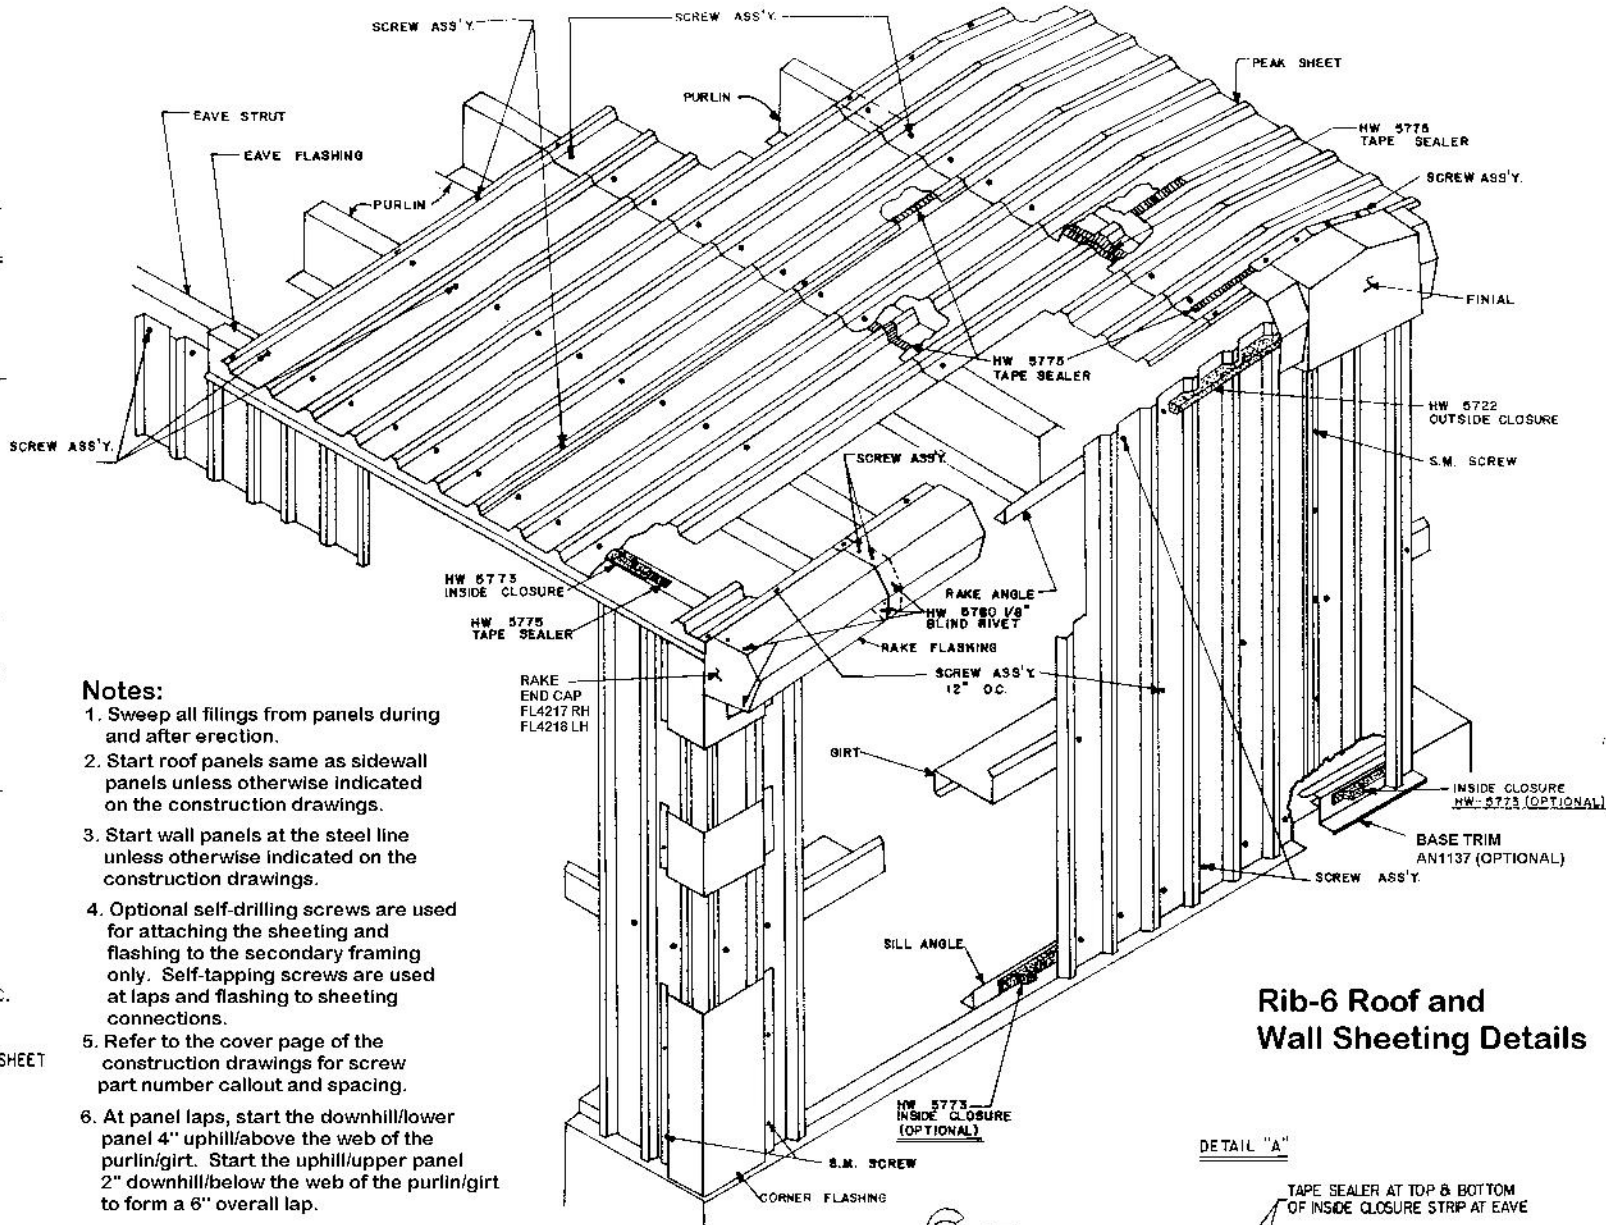 SCREW ASS'Y.
SCREW ASS'Y.
PEAK SHEET
PURLIN
EAVE STRUT
EAVE FLASHING
HW 5775
TAPE SEALER
SCREW ASS'Y.
PURLIN
FINIAL
HW 5775
TAPE SEALER
HW 5722
OUTSIDE CLOSURE
SCREW ASS'Y.
SCREW ASS'Y.
S.M. SCREW
HW 5773
INSIDE CLOSURE
HW 5775
TAPE SEALER
RAKE ANGLE
HW 5760 1/8"
BLIND RIVET
RAKE FLASHING
SCREW ASS'Y.
12" O.C.
RAKE
END CAP
FL4217 RH
FL4218 LH
GIRT
INSIDE CLOSURE
HW-5773 (OPTIONAL)
BASE TRIM
AN1137 (OPTIONAL)
SCREW ASS'Y.
SILL ANGLE
HW 5773
INSIDE CLOSURE
(OPTIONAL)
S.M. SCREW
CORNER FLASHING
Notes:
1. Sweep all filings from panels during
and after erection.
2. Start roof panels same as sidewall
panels unless otherwise indicated
on the construction drawings.
3. Start wall panels at the steel line
unless otherwise indicated on the
construction drawings.
4. Optional self-drilling screws are used
for attaching the sheeting and
flashing to the secondary framing
only. Self-tapping screws are used
at laps and flashing to sheeting
connections.
5. Refer to the cover page of the
construction drawings for screw
part number callout and spacing.
6. At panel laps, start the downhill/lower
panel 4" uphill/above the web of the
purlin/girt. Start the uphill/upper panel
2" downhill/below the web of the purlin/girt
to form a 6" overall lap.
C.
SHEET
Rib-6 Roof and
Wall Sheeting Details
DETAIL "A"
TAPE SEALER AT TOP & BOTTOM
OF INSIDE CLOSURE STRIP AT EAVE